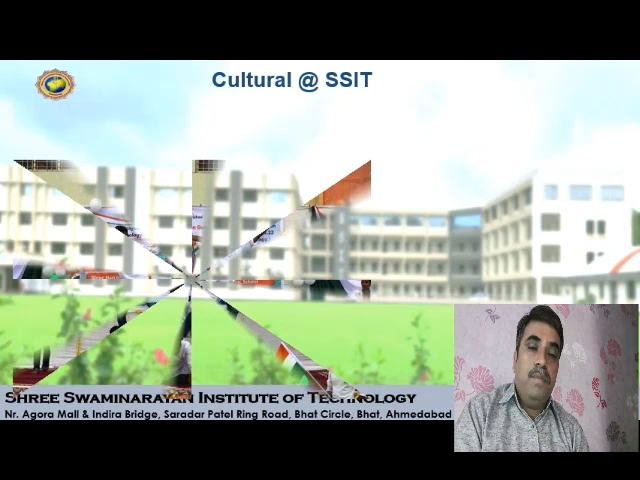 Cultural @ SSIT
SHREE SWAMINARAYAN INSTITUTE OF TECHNOLOGY
Nr. Agora Mall & Indira Bridge, Saradar Patel Ring Road, Bhat Circle, Bhat, Ahmedabad